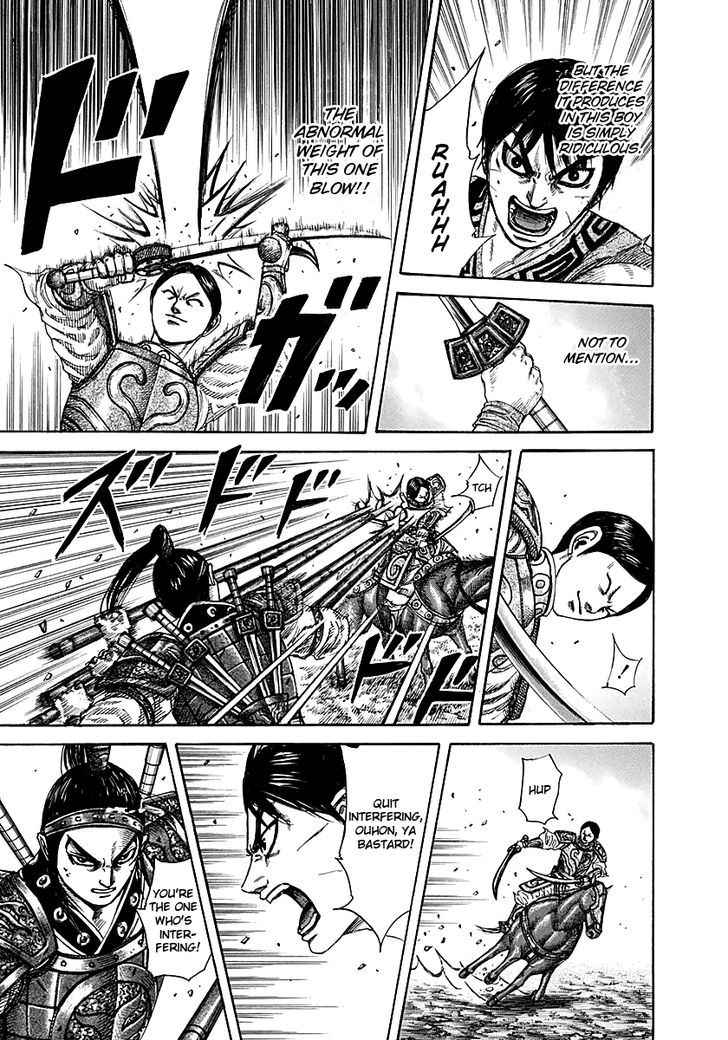 BUT THE
DIFFERENCE
IT PRODUCES
IN THIS BOY
IS SIMPLY
RIDICULOUS.
RUAHHH
THE
ABNORMAL
WEIGHT OF
THIS ONE
BLOW!!
ドガッ
NOT TO
MENTION...
!
TCH
ズドド
ドド
HUP
QUIT
INTERFERING,
OUHON, YA
BASTARD!
YOU'RE
THE ONE
WHO'S
INTER-
FERING!